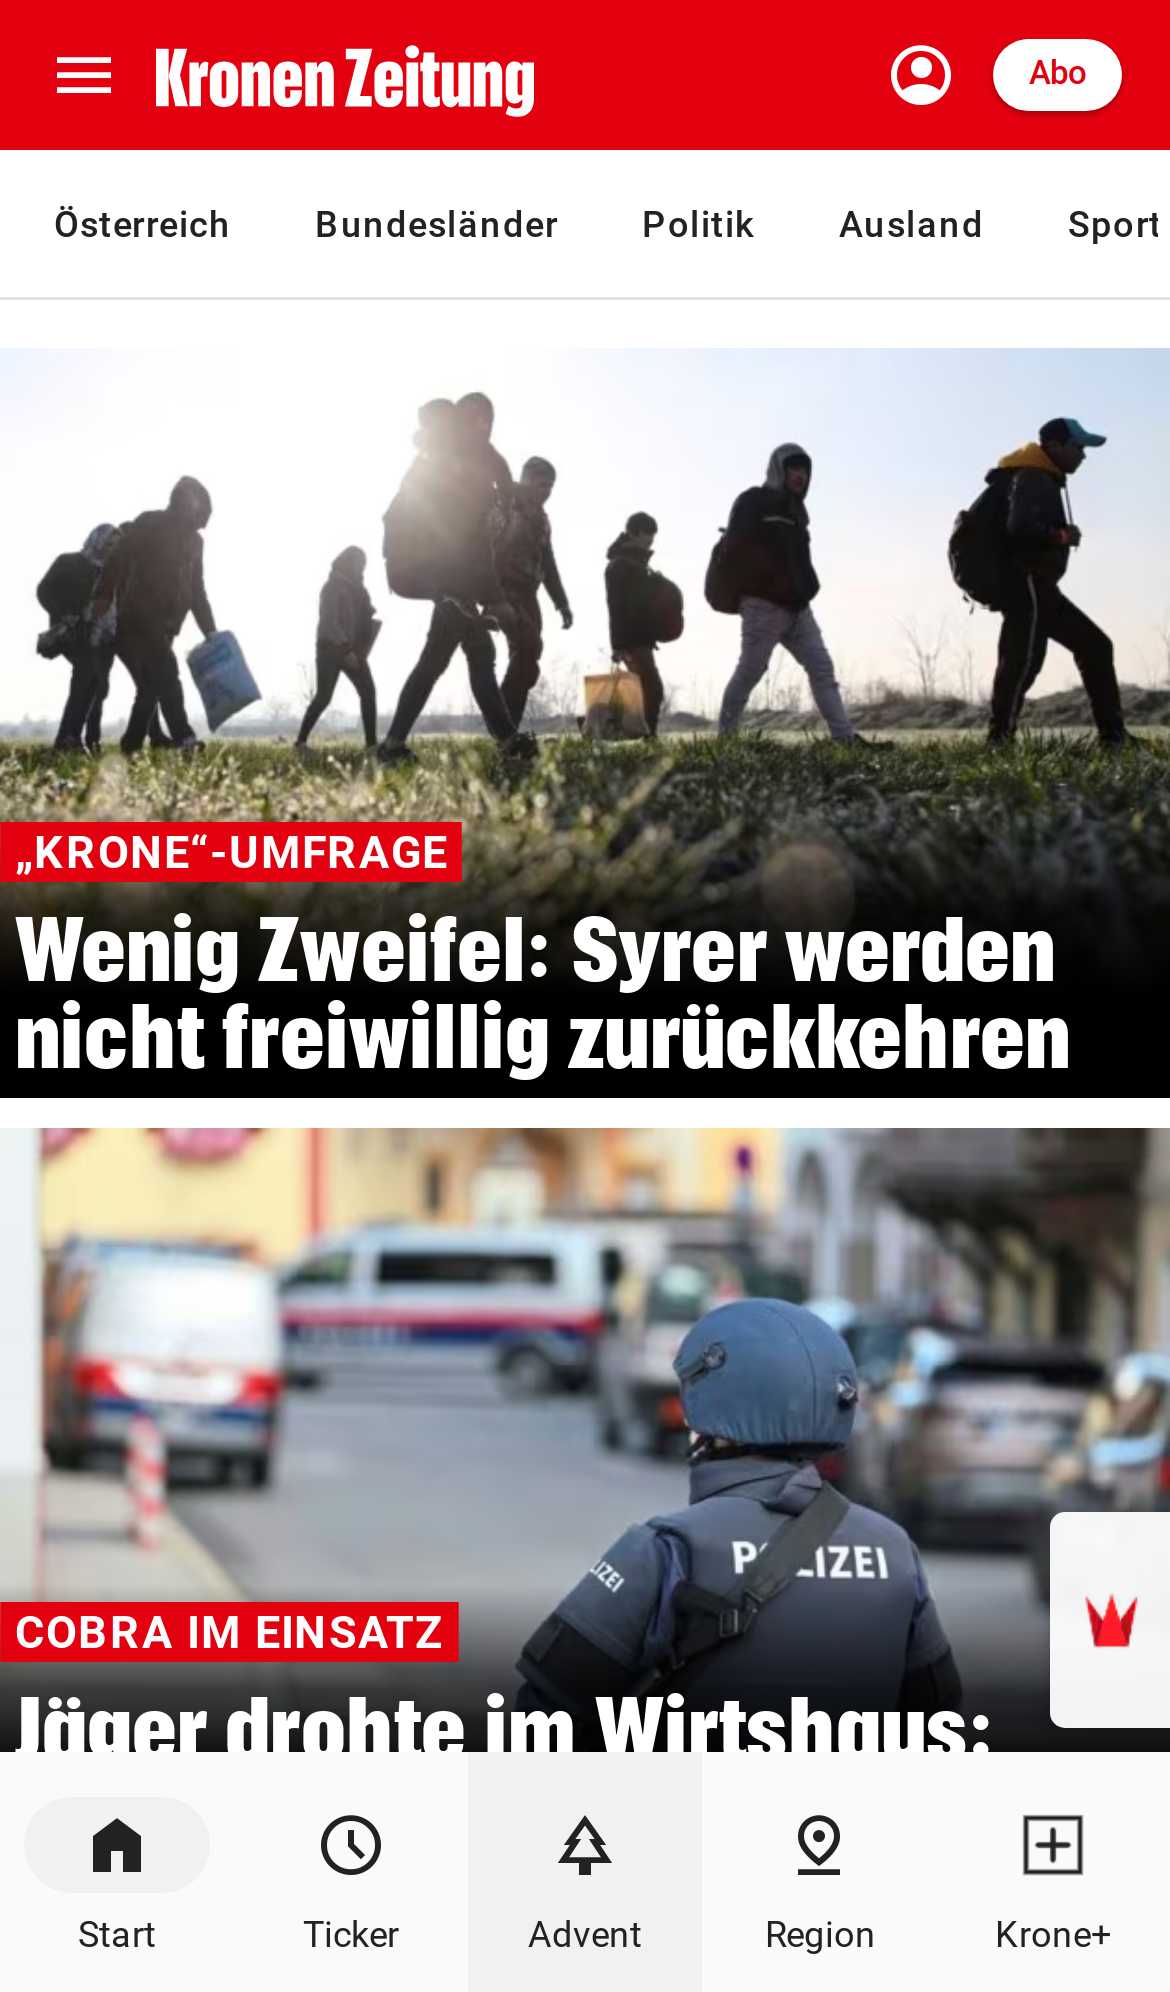 Kronen Zeitung
Abo
Österreich Bundesländer Politik Ausland Sport
„KRONE“-UMFRAGE
Wenig Zweifel: Syrer werden
nicht freiwillig zurückkehren
POLIZEI
LIZEI
COBRA IM EINSATZ
Jäger drohte im Wirtshaus:
Start Ticker Advent Region Krone+